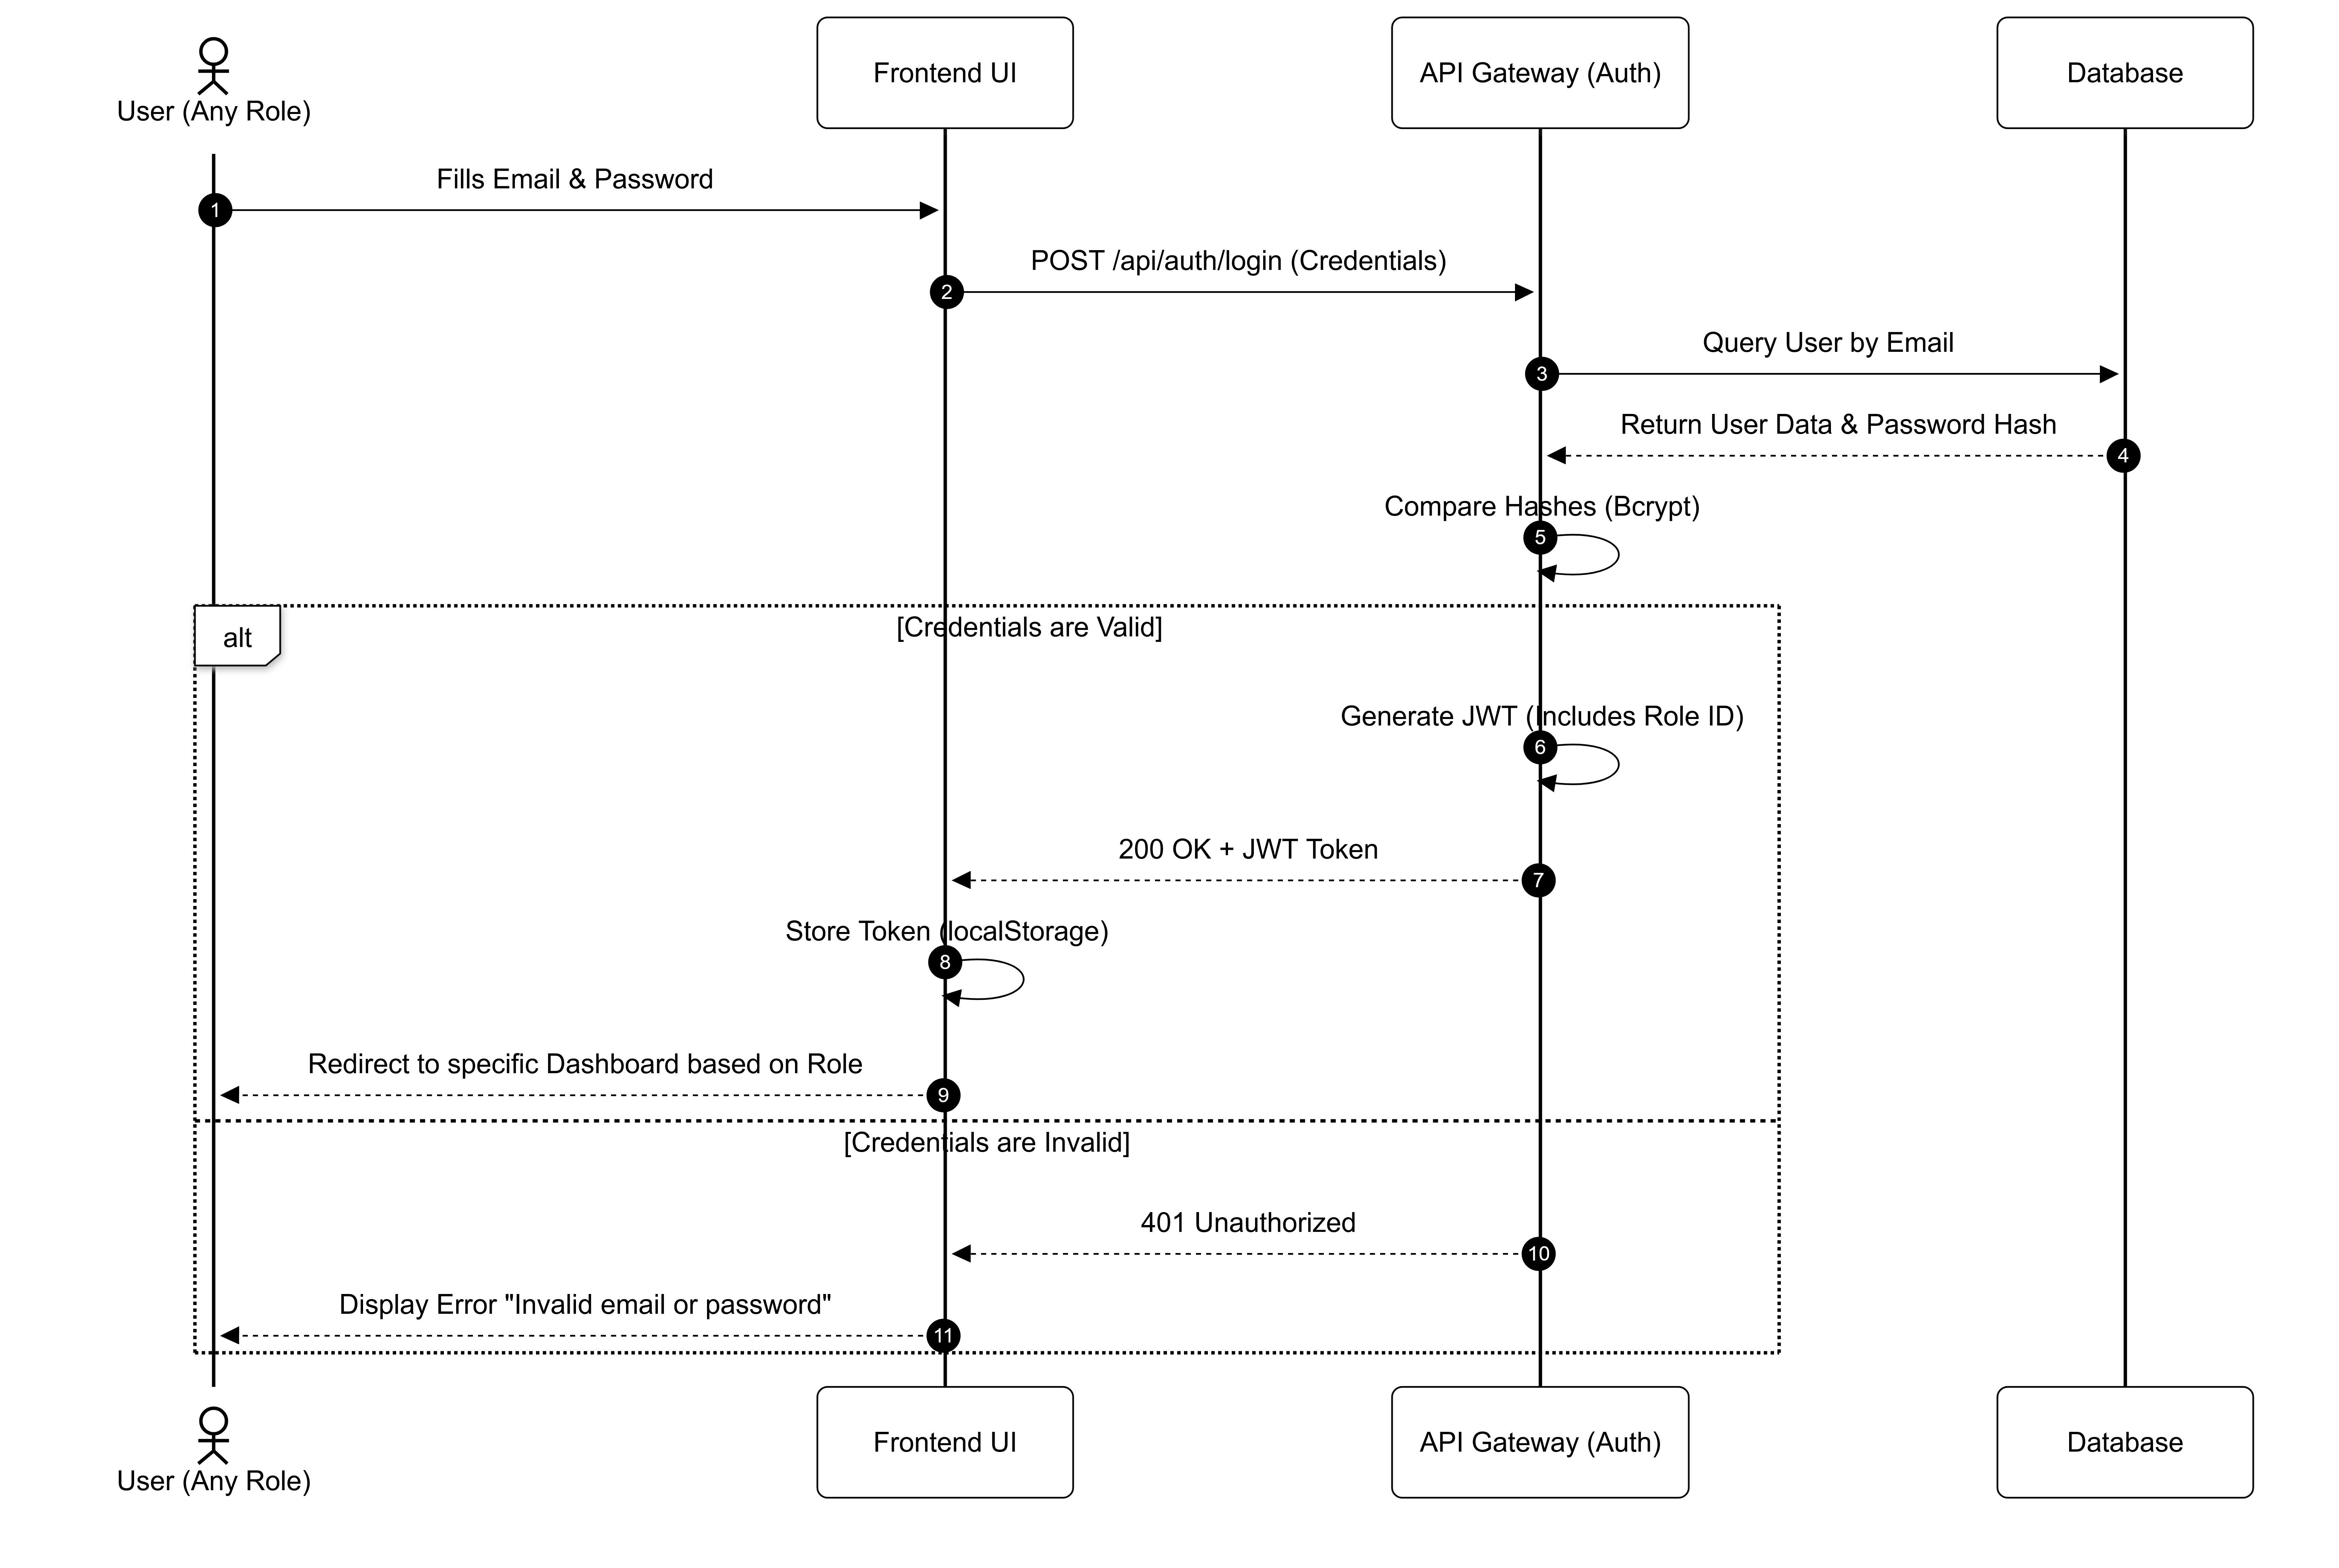 User (Any Role)
Frontend UI
API Gateway (Auth)
Database
Fills Email & Password
1
POST /api/auth/login (Credentials)
2
Query User by Email
3
Return User Data & Password Hash
4
Compare Hashes (Bcrypt)
5
alt
[Credentials are Valid]
Generate JWT (Includes Role ID)
6
200 OK + JWT Token
7
Store Token (localStorage)
8
Redirect to specific Dashboard based on Role
9
[Credentials are Invalid]
401 Unauthorized
10
Display Error "Invalid email or password"
11
User (Any Role)
Frontend UI
API Gateway (Auth)
Database